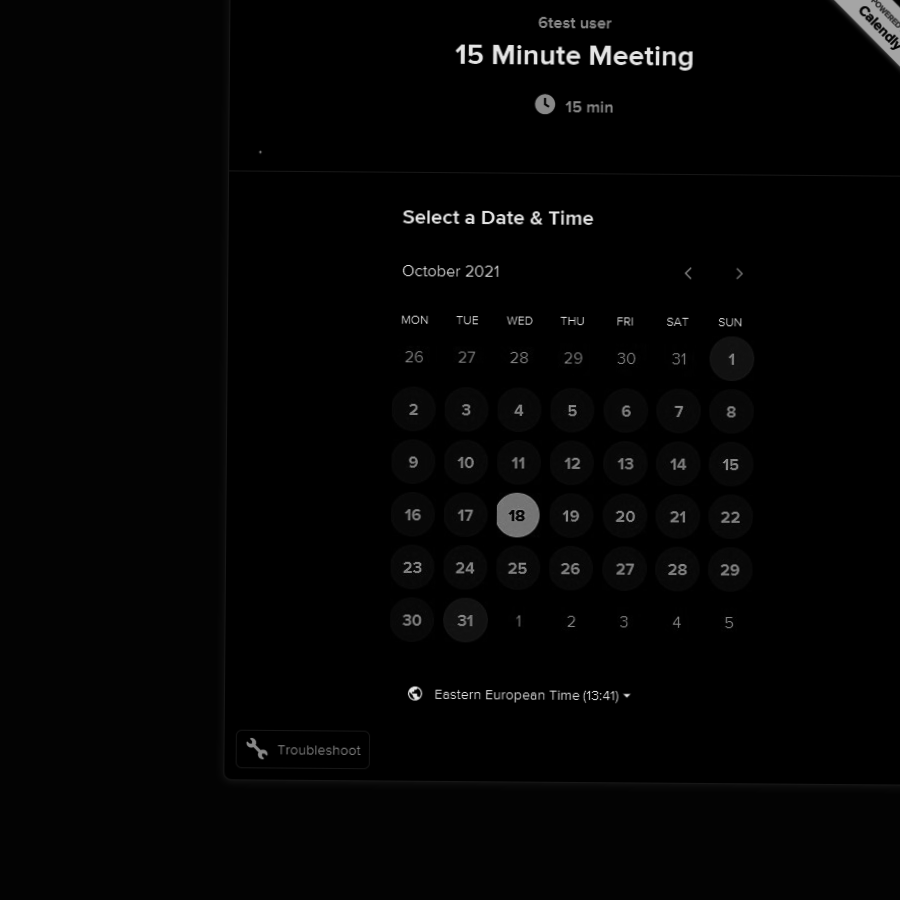 6test user
15 Minute Meeting
15 min
POWERED
Calendly
Select a Date & Time
October 2021
MON TUE WED THU FRI SAT SUN
26 27 28 29 30 31 1
2 3 4 5 6 7 8
9 10 11 12 13 14 15
16 17 18 19 20 21 22
23 24 25 26 27 28 29
30 31 1 2 3 4 5
Eastern European Time (13:41)
Troubleshoot